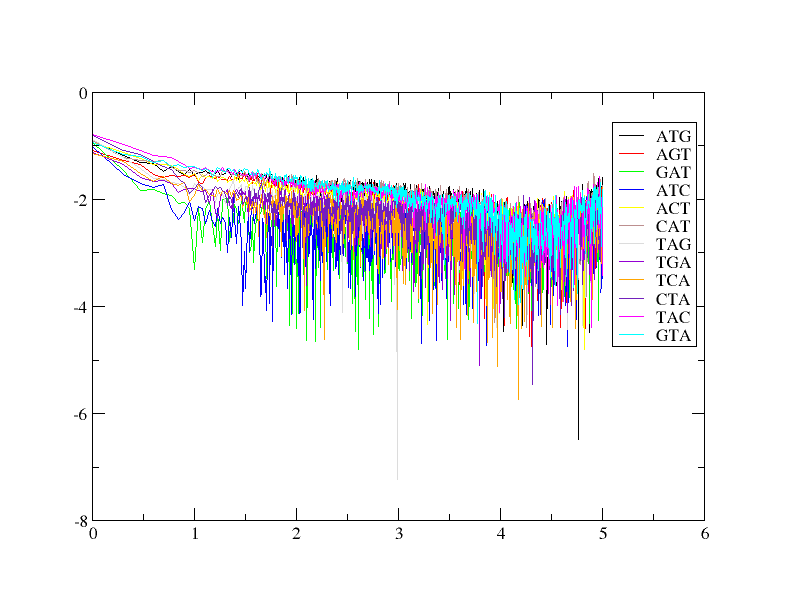 0
-2
-4
-6
-8
0 1 2 3 4 5 6
ATG
AGT
GAT
ATC
ACT
CAT
TAG
TGA
TCA
CTA
TAC
GTA